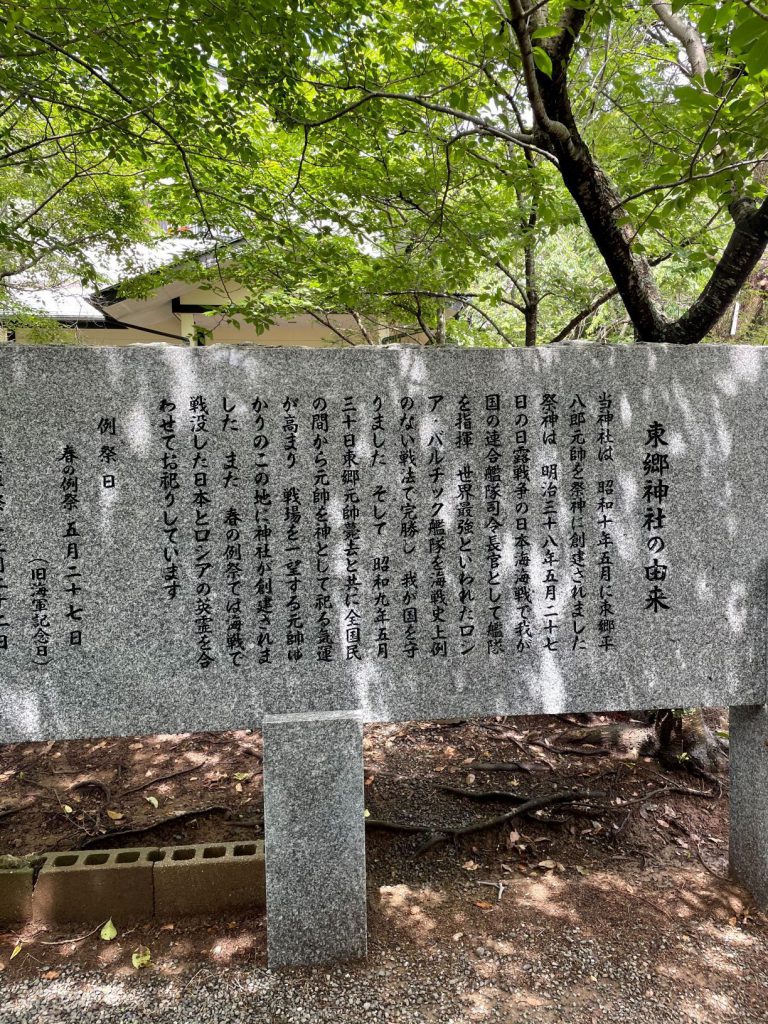 東郷神社の由来
当神社は　昭和十年五月に東郷平
八郎元帥を祭神に創建されました
祭神は　明治三十八年五月二十七
日の日露戦争の日本海海戦で我が
国の連合艦隊司令長官として艦隊
を指揮　世界最強といわれたロシ
ア・バルチック艦隊を海戦史上例
のない戦法で完勝し　我が国を守
りました　そして　昭和九年五月
三十日東郷元帥薨去と共に全国民
の間から元帥を神として祀る気運
が高まり　戦場を一望する元帥ゆ
かりのこの地に神社が創建されま
した　また　春の例祭では海戦で
戦没した日本とロシアの英霊を合
わせてお祀りしています
例祭日
春の例祭 五月二十七日
（旧海軍記念日）